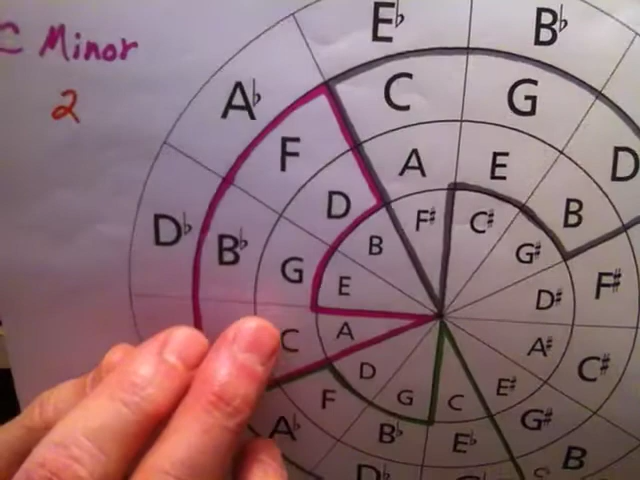 C Minor
2
E♭ B♭
A♭ C G
F A E D
D♭ B♭ D B F♯ C♯ B
G E G♯ D♯ F♯
C A A♯ C♯
D E♯
F G C G♯
A♭ B♭ E♭ B
D♭